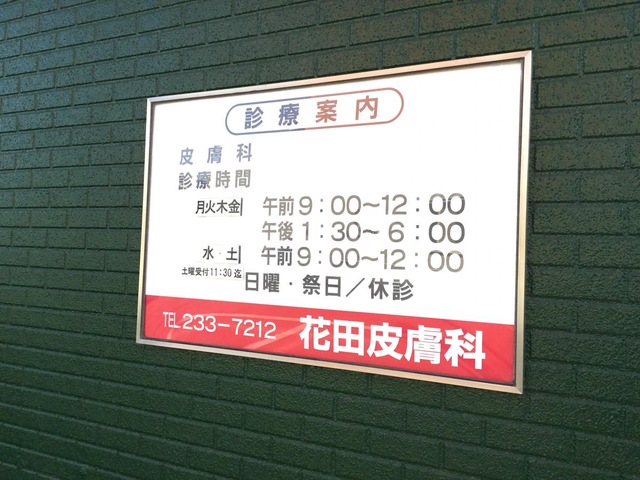 診療案内
皮膚科
診療時間
月火木金 午前9：00〜12：00
午後1：30〜6：00
水・土 午前9：00〜12：00
土曜受付11:30迄
日曜・祭日／休診
TEL 233-7212 花田皮膚科